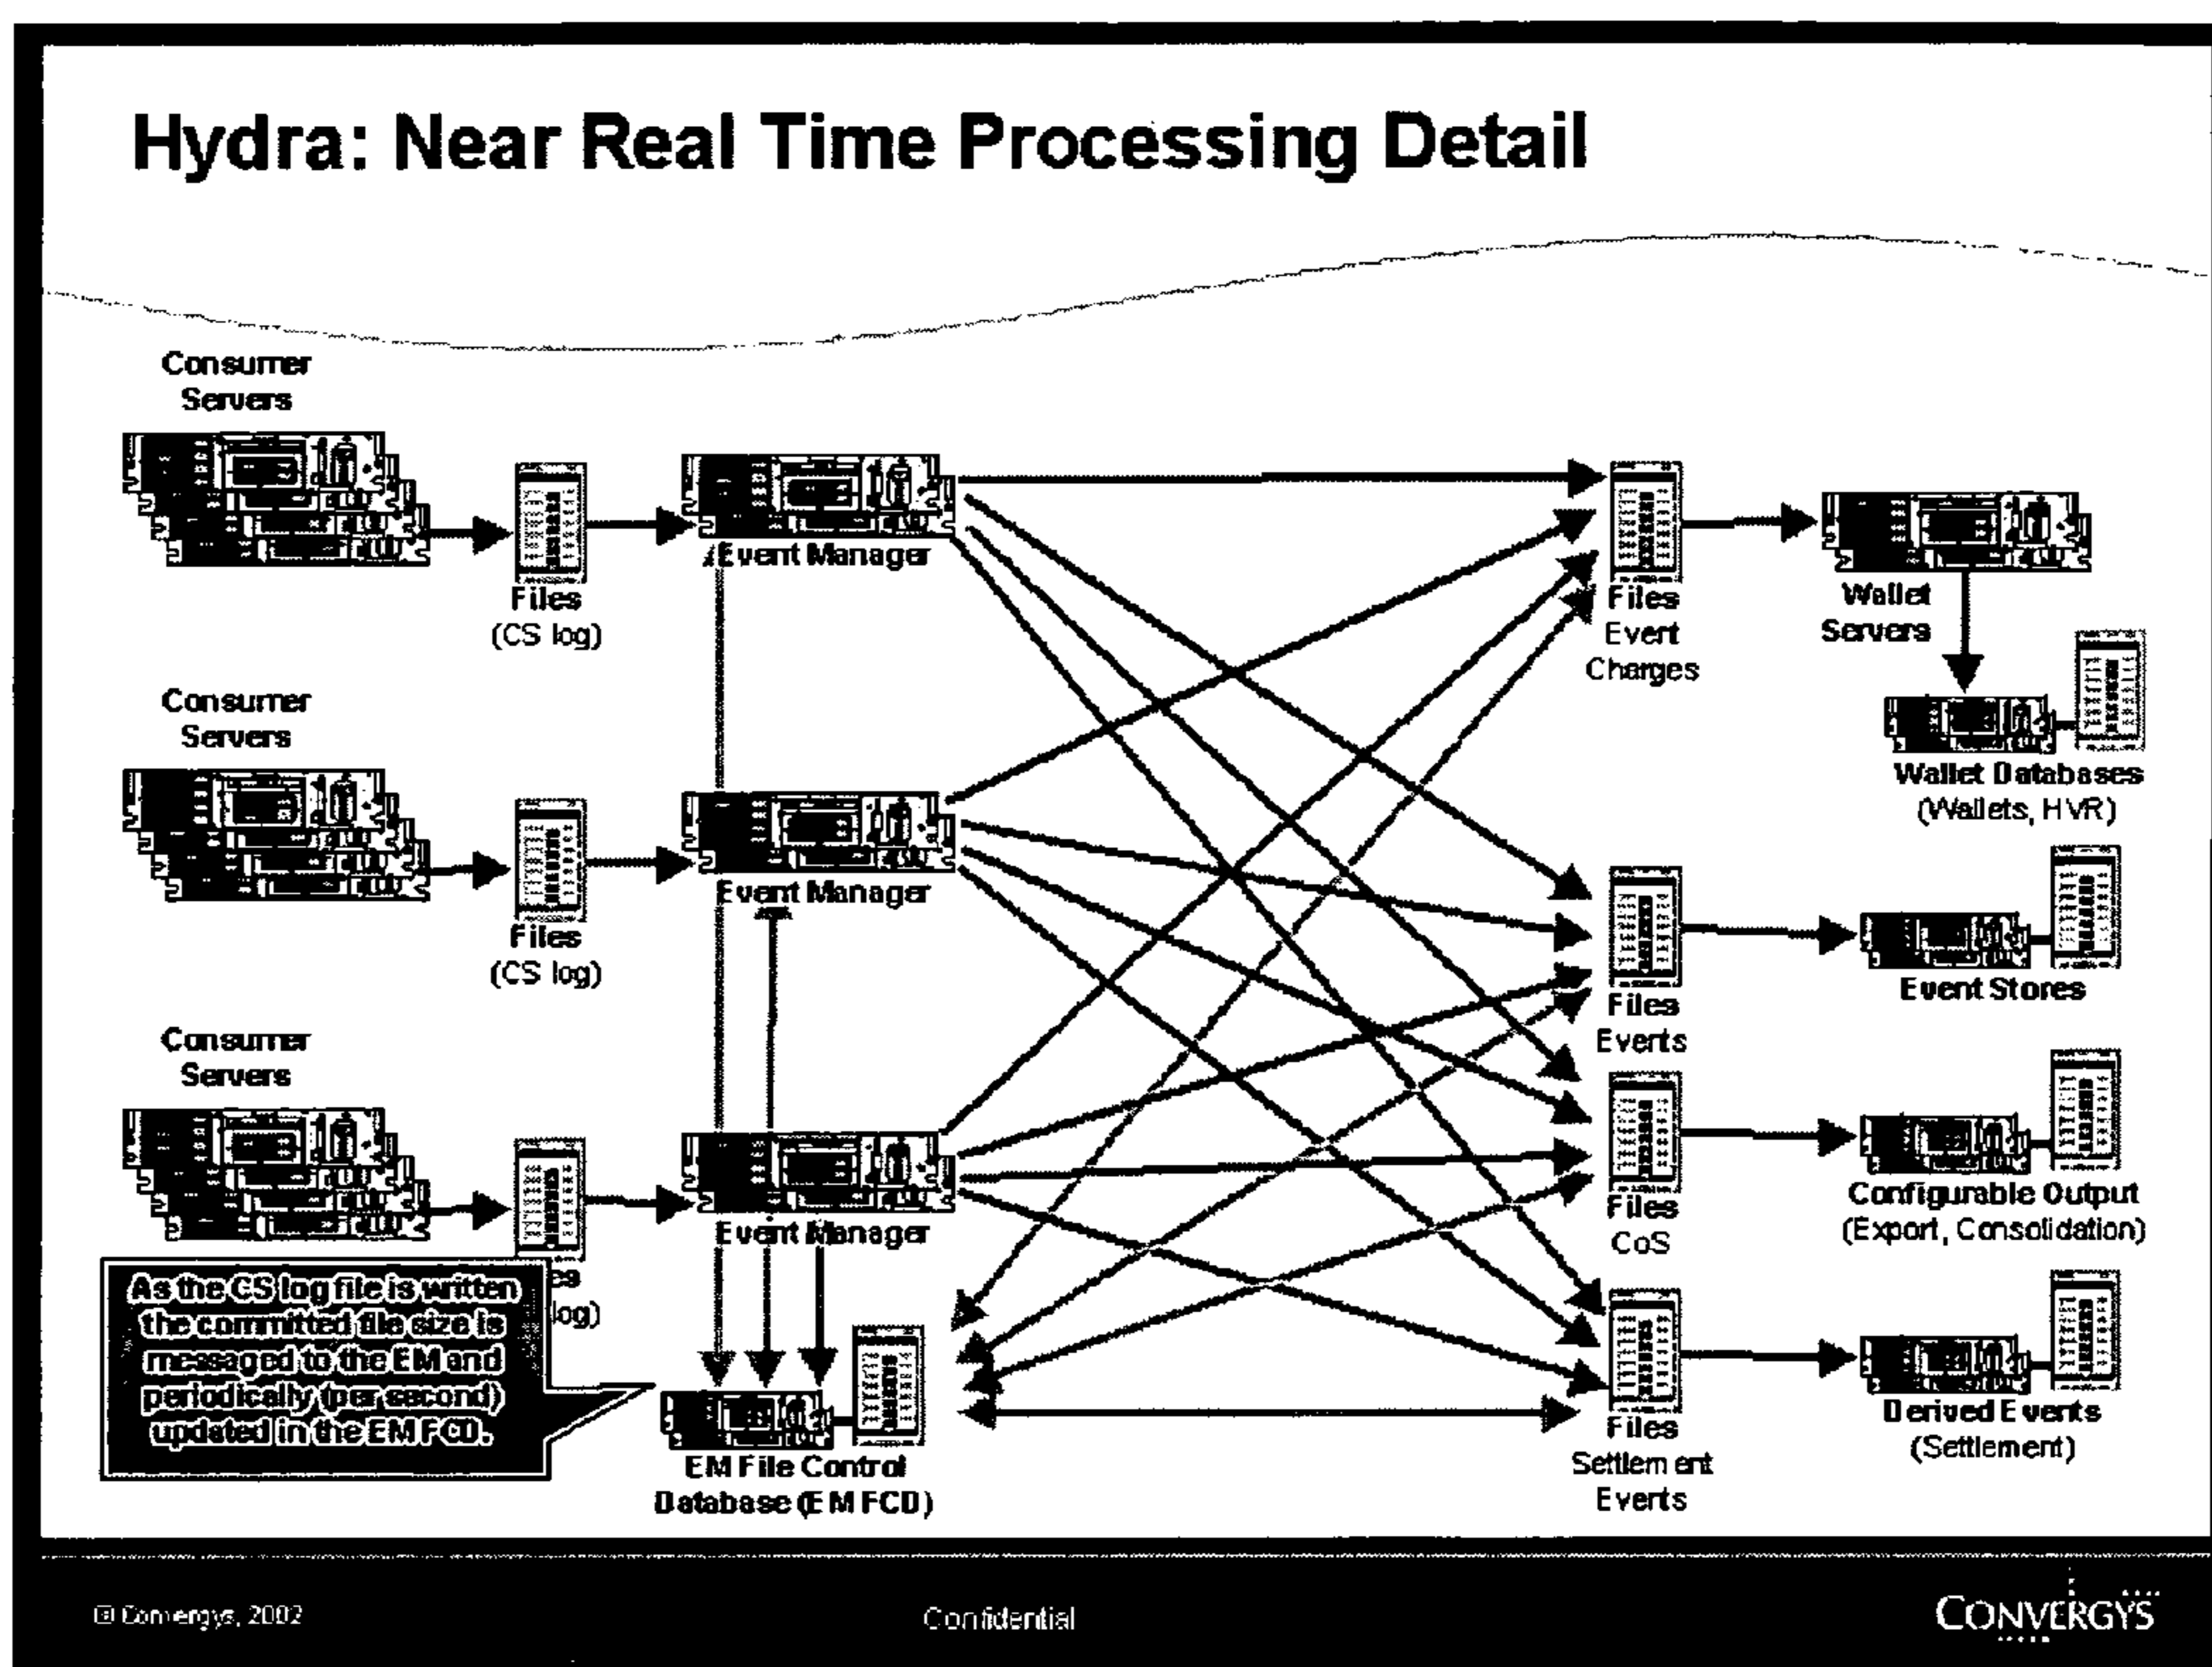 Hydra: Near Real Time Processing Detail
Consumer
Servers
Files
(CS log)
Event Manager
Files
Event
Charges
Wallet
Servers
Wallet Databases
(Wallets, HVR)
Consumer
Servers
Files
(CS log)
Event Manager
Files
Events
Event Stores
Consumer
Servers
es
log)
Event Manager
Files
CoS
Configurable Output
(Export, Consolidation)
As the CS log file is written
the committed file size is
messaged to the EM and
periodically (per second)
updated in the EM FCD.
EM File Control
Database (EM FCD)
Files
Settlement
Events
Derived Events
(Settlement)
© Convergys, 2002
Confidential
CONVERGYS